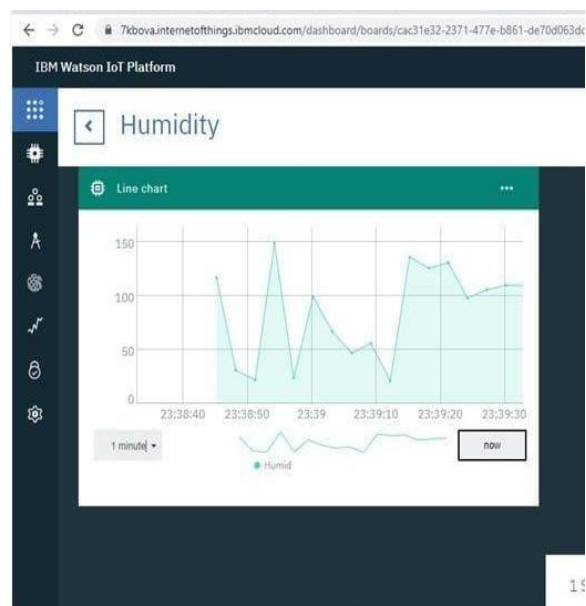 7kbova.internetofthings.ibmcloud.com/dashboard/boards/cac31e32-2371-477e-b861-de70d063dc
IBM Watson IoT Platform
Humidity
Line chart
150
100
50
0
23:38:40 23:38:50 23:39 23:39:10 23:39:20 23:39:30
1 minute
now
Humid
1 S